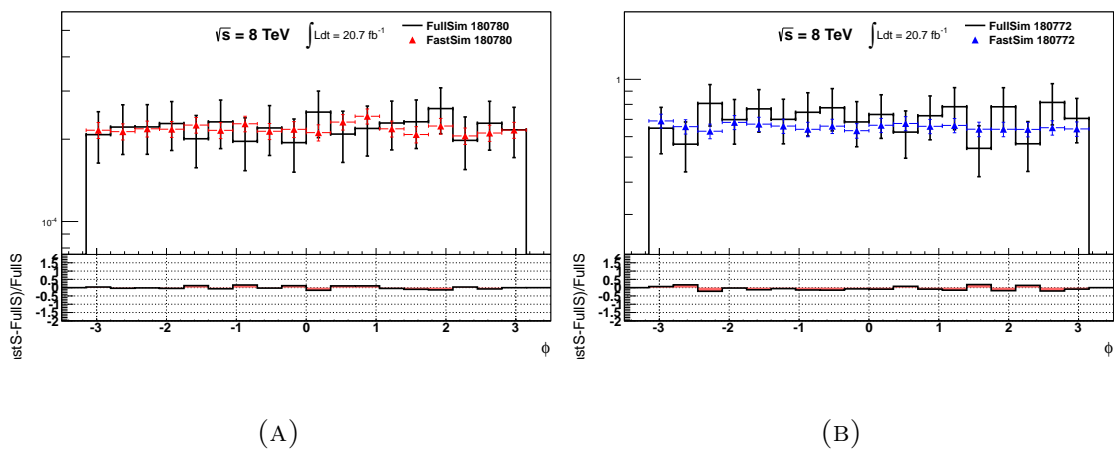 √s = 8 TeV ∫Ldt = 20.7 fb⁻¹ FullSim 180780
FastSim 180780
10⁻⁴
ıstS-FullS)/FullS
1.5
1
0.5
0
-0.5
-1
-1.5
-2
-3 -2 -1 0 1 2 3
ϕ
(A)
√s = 8 TeV ∫Ldt = 20.7 fb⁻¹ FullSim 180772
FastSim 180772
1
ıstS-FullS)/FullS
1.5
1
0.5
0
-0.5
-1
-1.5
-2
-3 -2 -1 0 1 2 3
ϕ
(B)